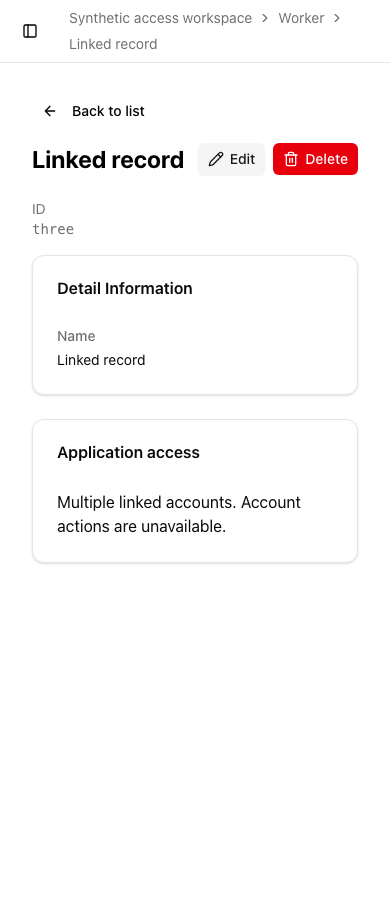 Synthetic access workspace > Worker >
Linked record
Back to list
Linked record
Edit
Delete
ID
three
Detail Information
Name
Linked record
Application access
Multiple linked accounts. Account
actions are unavailable.